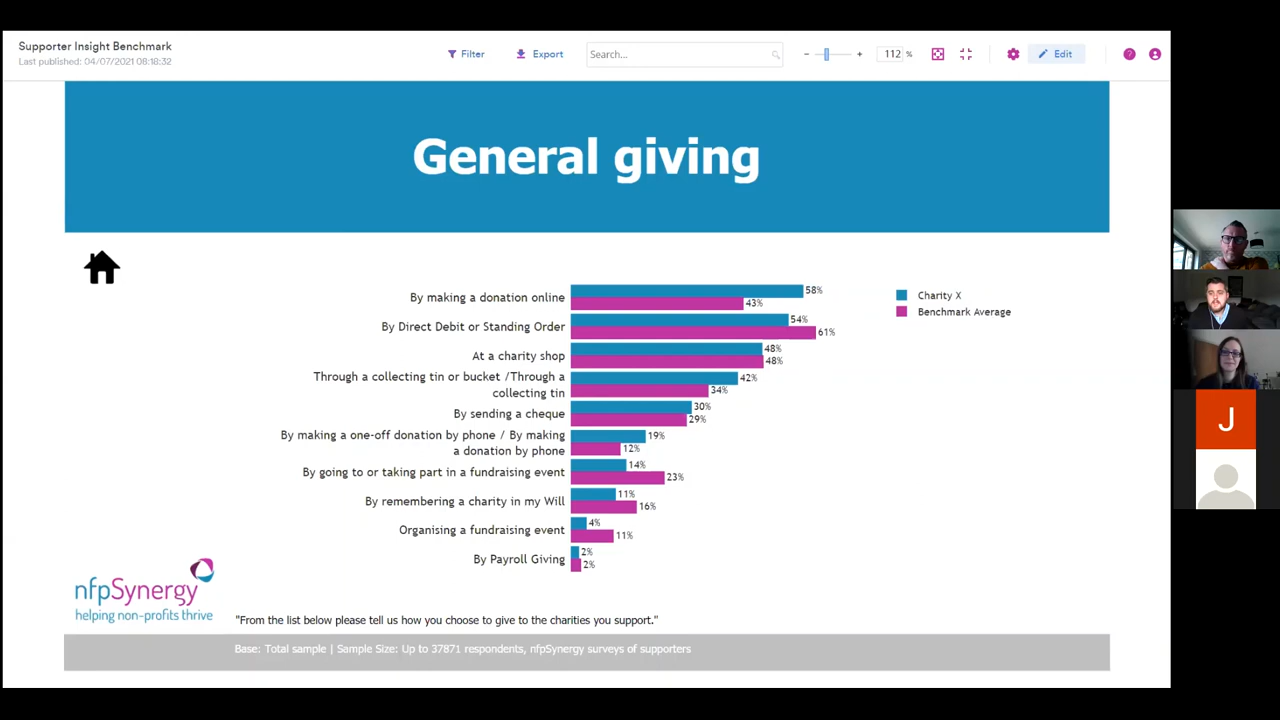 Supporter Insight Benchmark
Last published: 04/07/2021 08:18:32
Filter
Export
Search...
-
+
112 %
Edit
?
General giving
By making a donation online
58%
43%
By Direct Debit or Standing Order
54%
61%
At a charity shop
48%
48%
Through a collecting tin or bucket /Through a
collecting tin
42%
34%
By sending a cheque
30%
29%
By making a one-off donation by phone / By making
a donation by phone
19%
12%
By going to or taking part in a fundraising event
14%
23%
By remembering a charity in my Will
11%
16%
Organising a fundraising event
4%
11%
By Payroll Giving
2%
2%
Charity X
Benchmark Average
J
nfpSynergy
helping non-profits thrive
"From the list below please tell us how you choose to give to the charities you support."
Base: Total sample | Sample Size: Up to 37871 respondents, nfpSynergy surveys of supporters